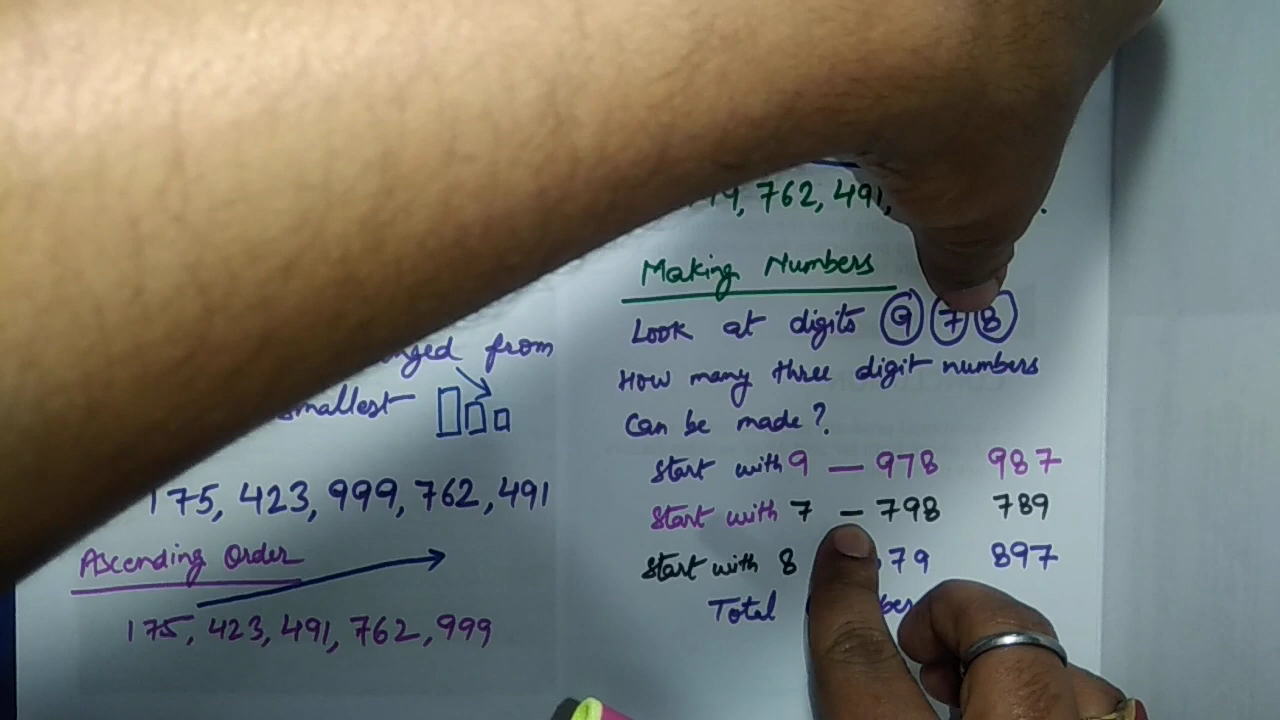 from
smallest
175, 423, 999, 762, 491
Ascending Order
175, 423, 491, 762, 999
762, 491,
Making Numbers
Look at digits 9 7 8
How many three digit numbers
can be made?
Start with 9 — 978 987
Start with 7 — 798 789
Start with 8 79 897
Total